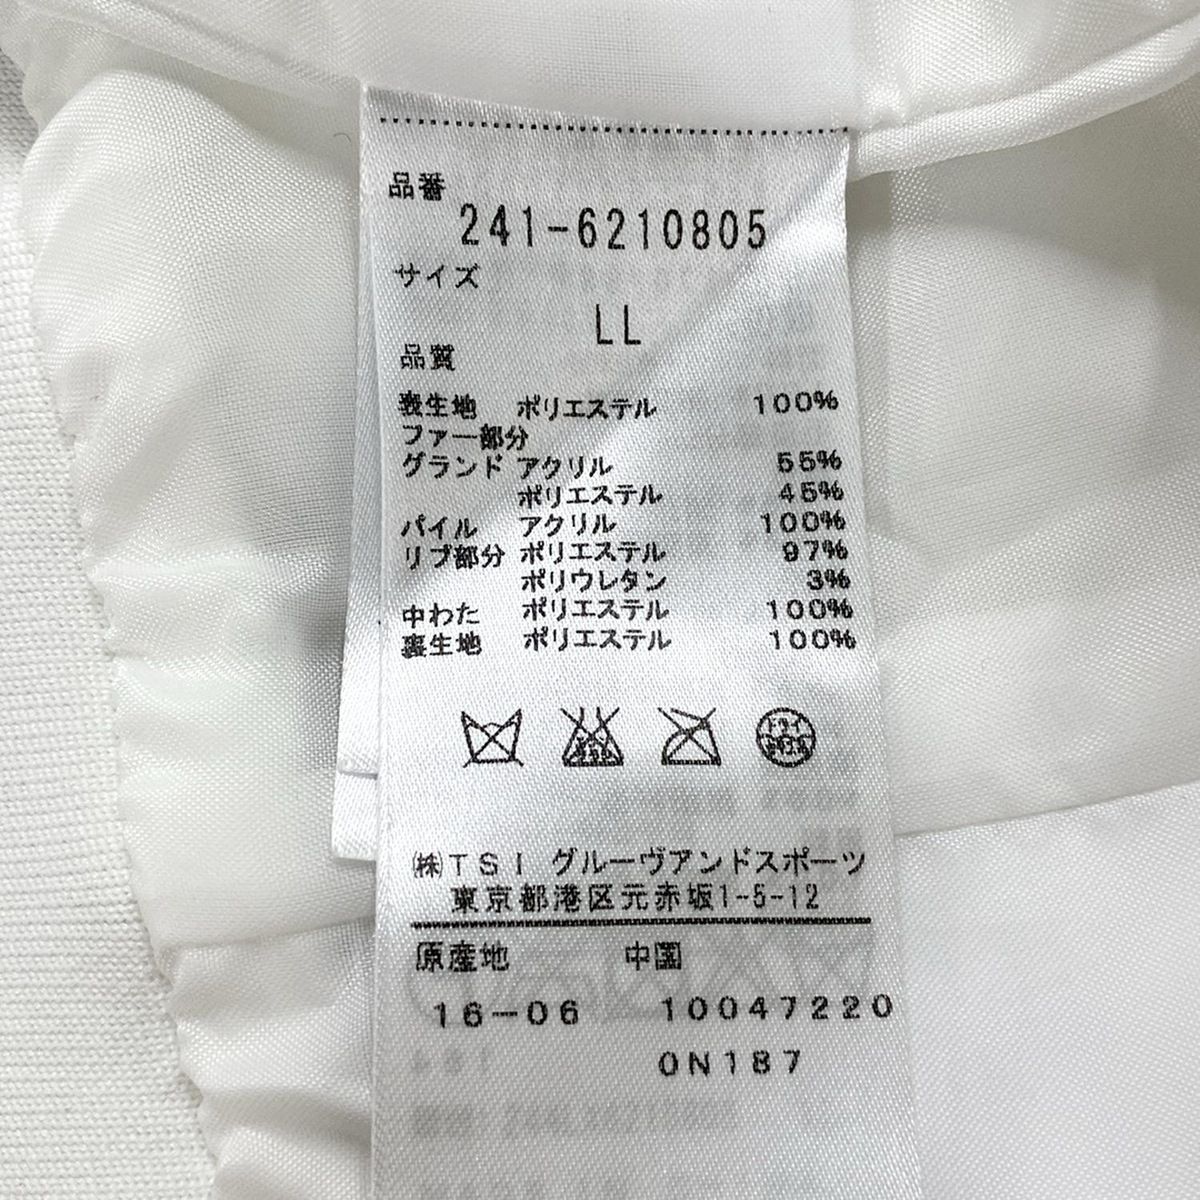 品番
241-6210805
サイズ
LL
品質
表生地 ポリエステル 100%
ファー部分
グランド アクリル 55%
ポリエステル 45%
パイル アクリル 100%
リブ部分 ポリエステル 97%
ポリウレタン 3%
中わた ポリエステル 100%
裏生地 ポリエステル 100%
ドライ
㈱TSI グルーヴアンドスポーツ
東京都港区元赤坂1-5-12
原産地 中国
16-06 10047220
0N187